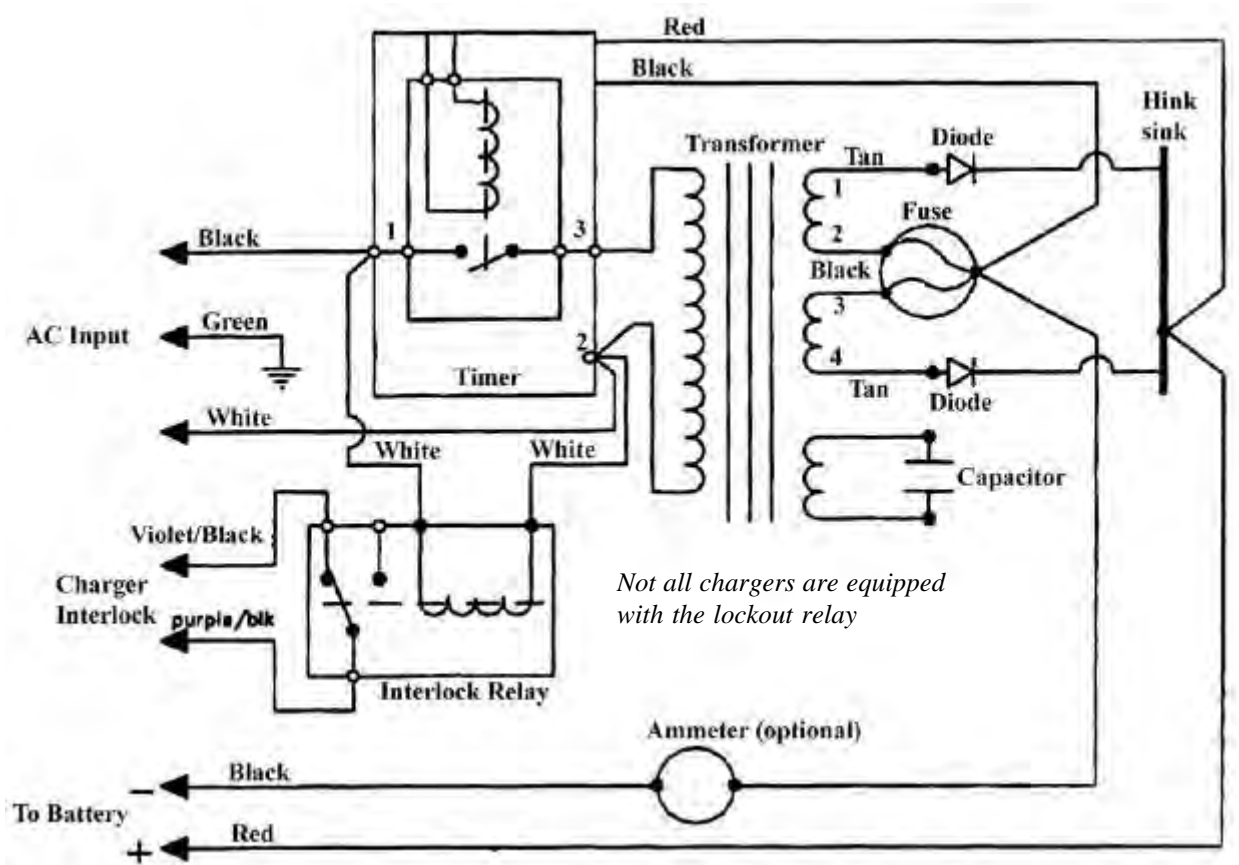 Red
Black
Hink
sink
Transformer
Diode
Tan
1
Fuse
2
Black
3
4
Tan
Diode
Black
1
3
AC Input
Green
2
Timer
White
White
White
Capacitor
Violet/Black
Charger
Interlock
purple/blk
Not all chargers are equipped
with the lockout relay
Interlock Relay
Ammeter (optional)
Black
-
To Battery
Red
+